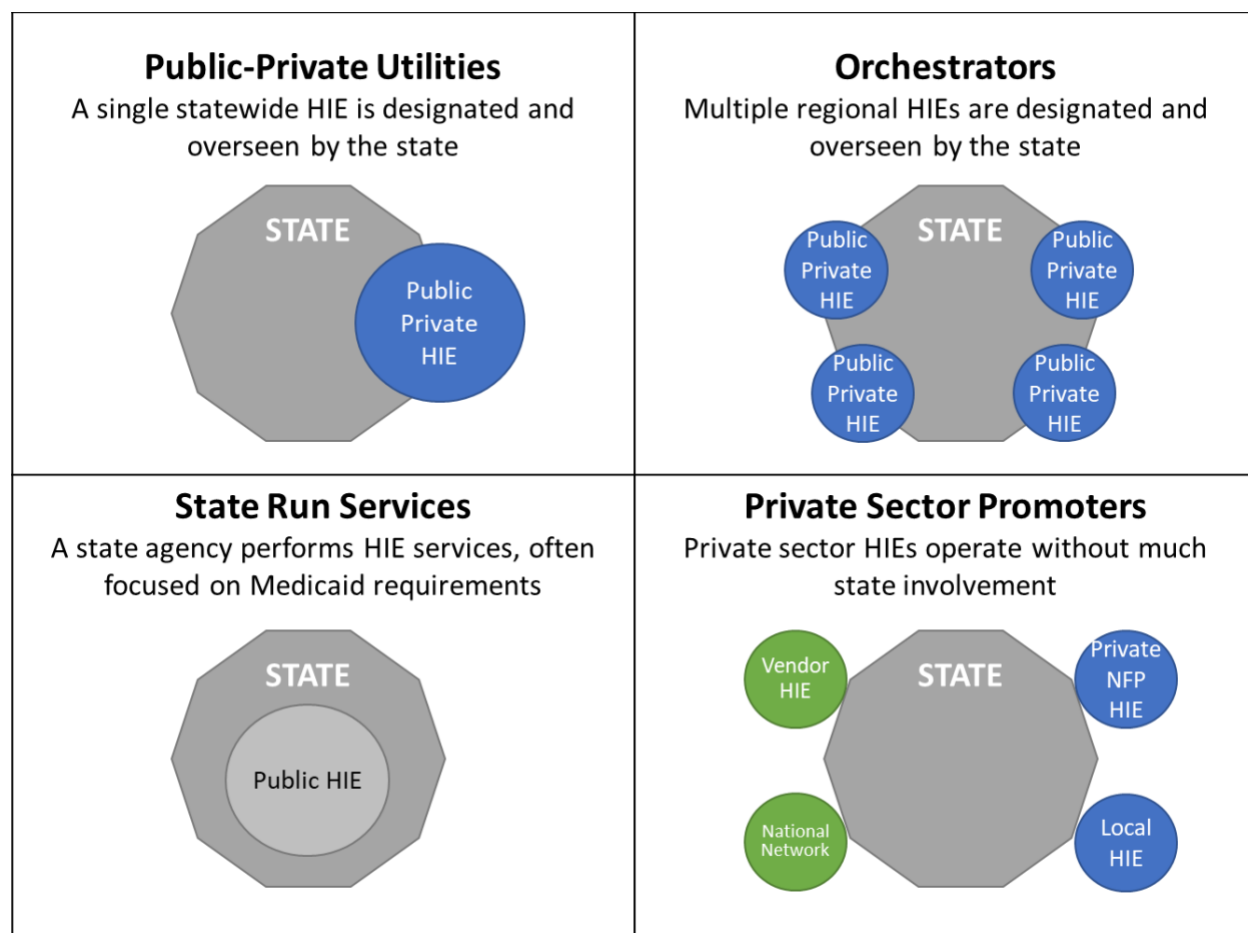 Public-Private Utilities
A single statewide HIE is designated and
overseen by the state
STATE
Public
Private
HIE
Orchestrators
Multiple regional HIEs are designated and
overseen by the state
STATE
Public
Private
HIE
Public
Private
HIE
Public
Private
HIE
Public
Private
HIE
State Run Services
A state agency performs HIE services, often
focused on Medicaid requirements
STATE
Public HIE
Private Sector Promoters
Private sector HIEs operate without much
state involvement
STATE
Vendor
HIE
Private
NFP
HIE
National
Network
Local
HIE